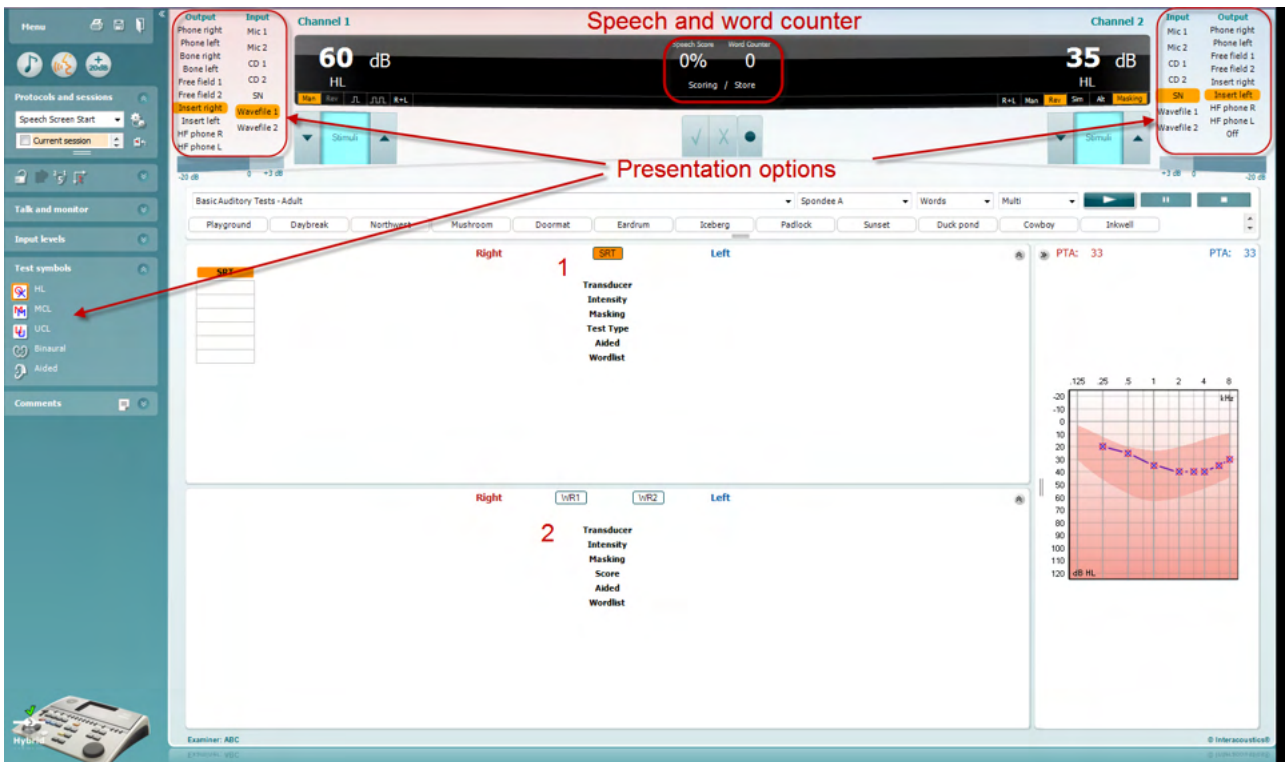 Menu
Protocols and sessions
Speech Screen Start
Current session
Talk and monitor
Input levels
Test symbols
HL
MCL
UCL
Binaural
Aided
Comments
Hybrid
Output Input
Phone right Mic 1
Phone left Mic 2
Bone right
Bone left CD 1
Free field 1 CD 2
Free field 2 SN
Insert right Wavefile 1
Insert left Wavefile 2
HF phone R
HF phone L
-20 dB 0 +3 dB
Channel 1
Speech and word counter
Channel 2
60 dB
HL
Man Rev R+L
Speech Score Word Counter
0% 0
Scoring / Store
35 dB
HL
R+L Man Rev Sim Alt Masking
Stimuli
Stimuli
Input Output
Mic 1 Phone right
Mic 2 Phone left
CD 1 Free field 1
CD 2 Free field 2
Insert right
SN Insert left
Wavefile 1 HF phone R
Wavefile 2 HF phone L
Off
+3 dB 0 -20 dB
Presentation options
Basic Auditory Tests - Adult Spondee A Words Multi
Playground Daybreak Northwest Mushroom Doormat Eardrum Iceberg Padlock Sunset Duck pond Cowboy Inkwell
Right SRT Left
1
SRT
Transducer
Intensity
Masking
Test Type
Aided
Wordlist
PTA: 33 PTA: 33
.125 .25 .5 1 2 4 8
kHz
-20
-10
0
10
20
30
40
50
60
70
80
90
100
110
120 dB HL
Right WR1 WR2 Left
2
Transducer
Intensity
Masking
Score
Aided
Wordlist
Examiner: ABC
© Interacoustics®